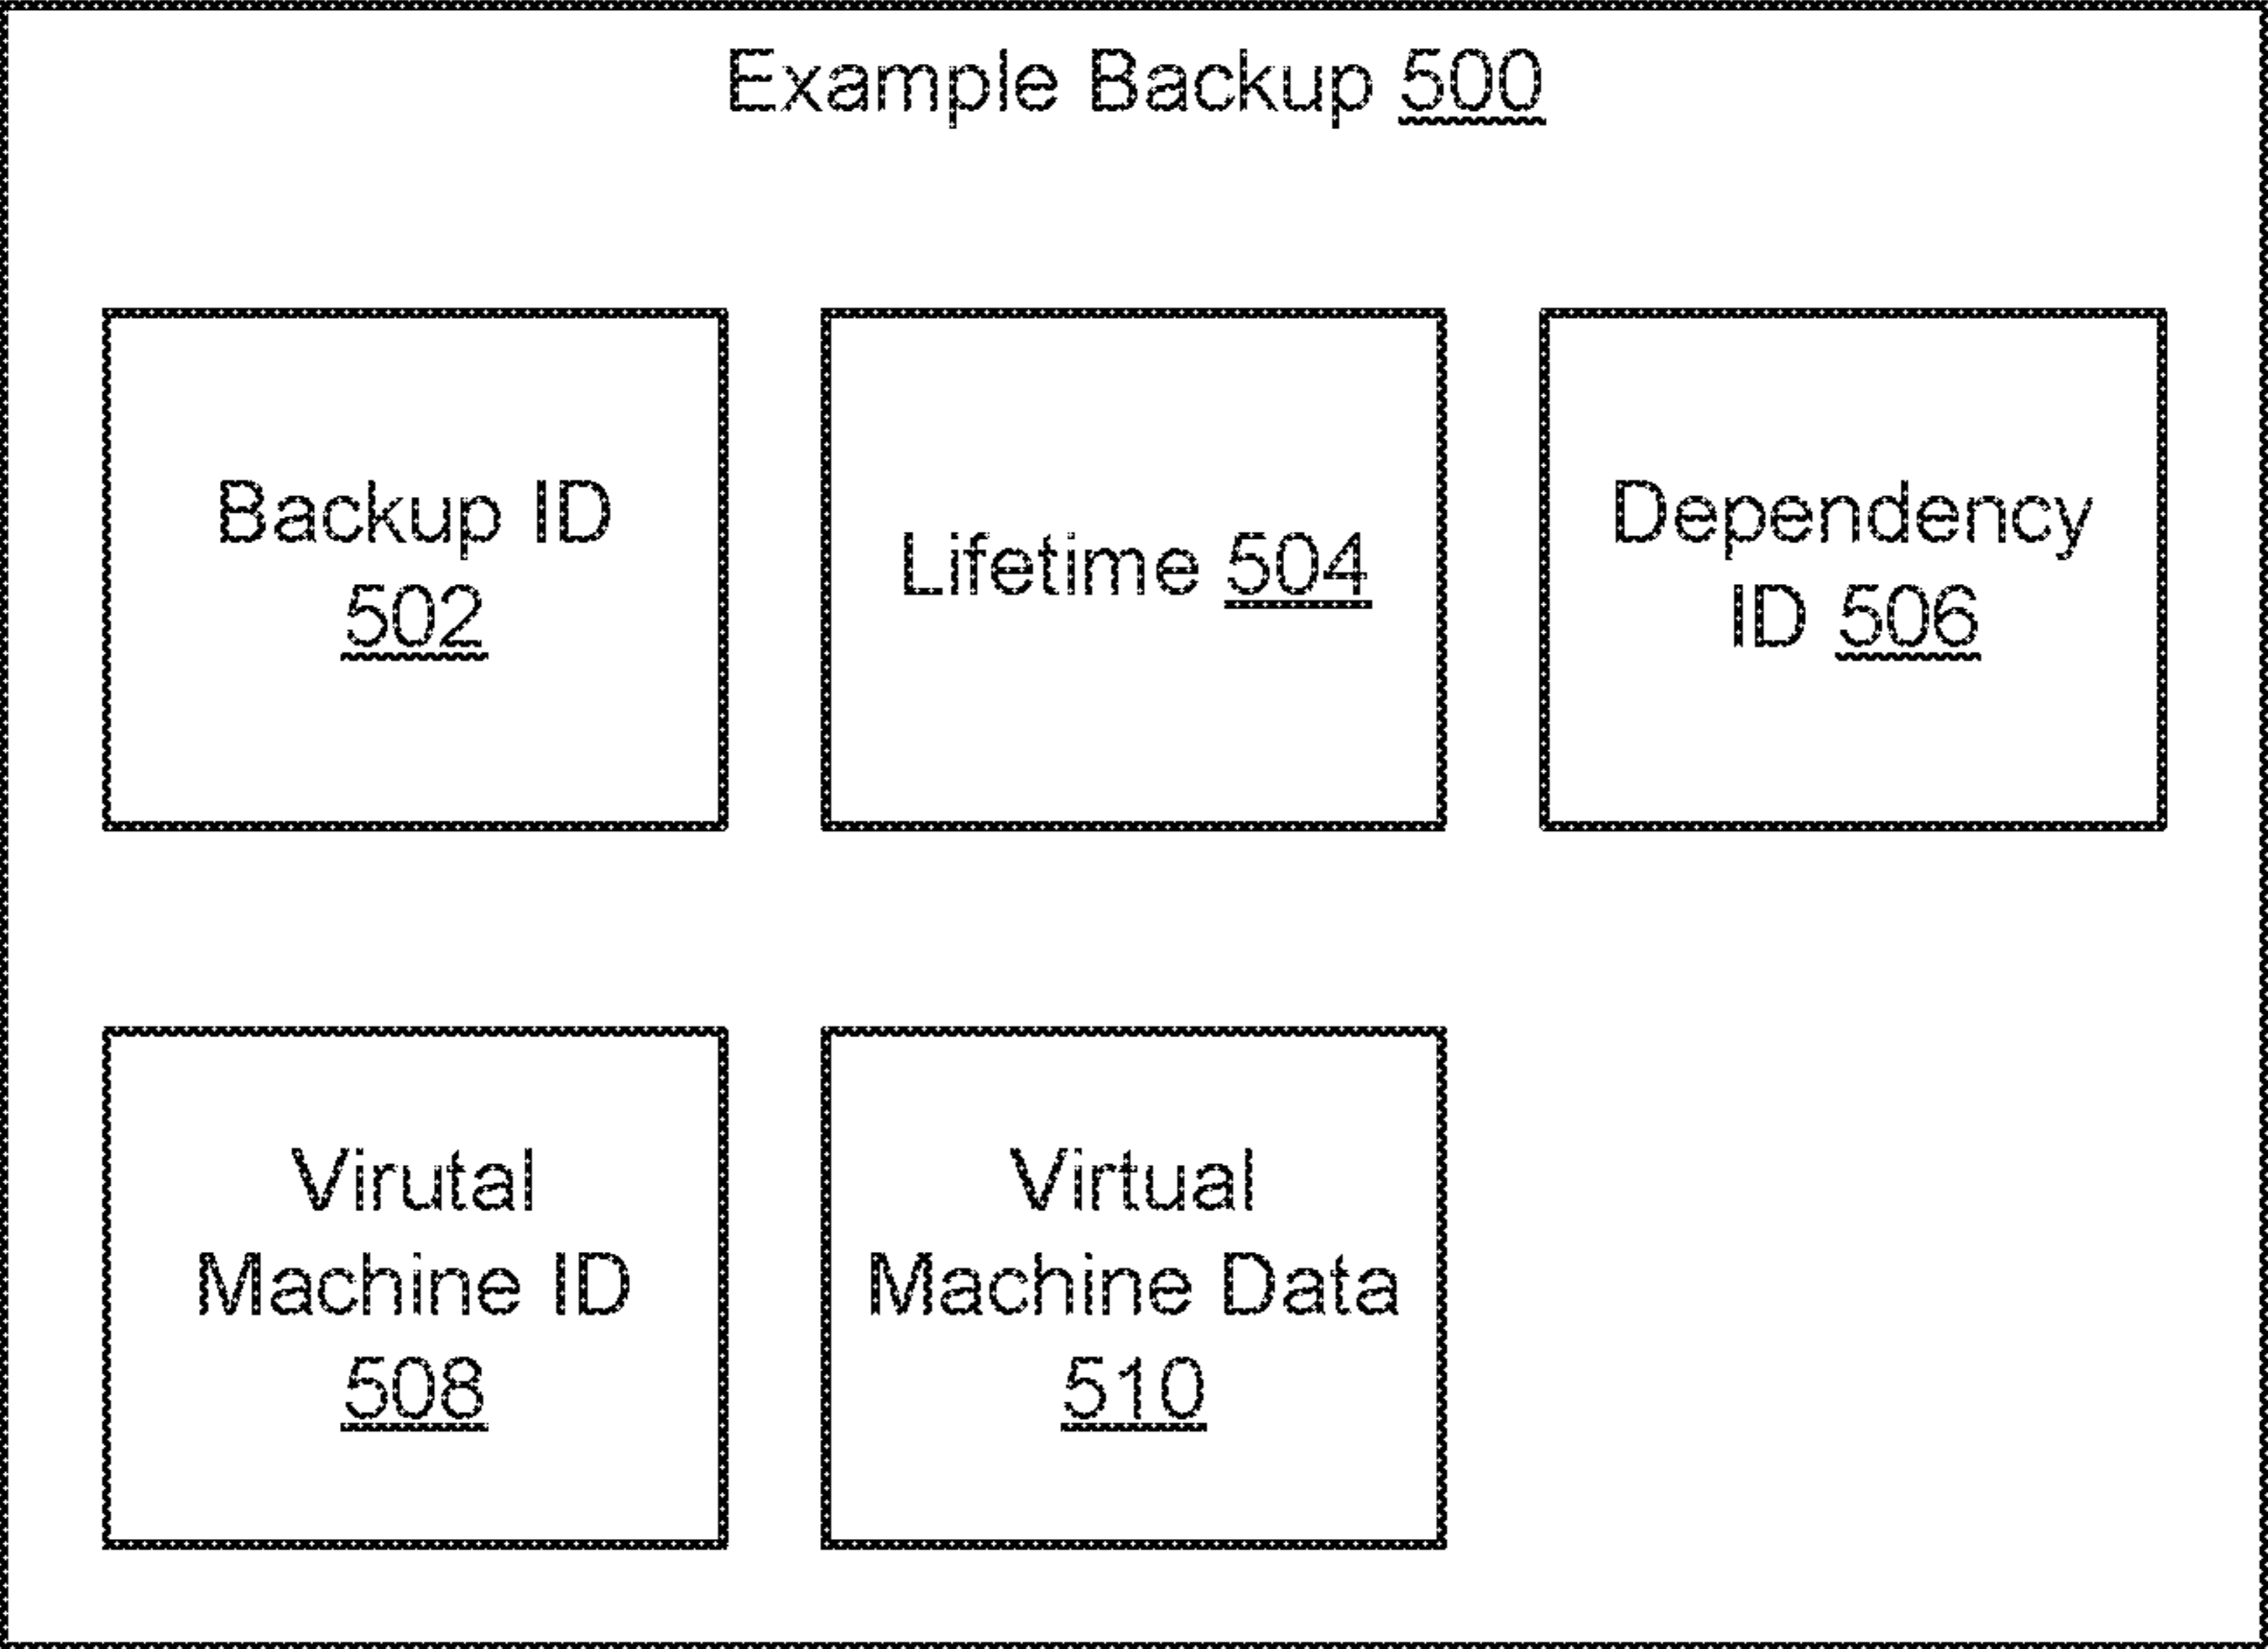 Example Backup 500
Backup ID
502
Lifetime 504
Dependency
ID 506
Virutal
Machine ID
508
Virtual
Machine Data
510